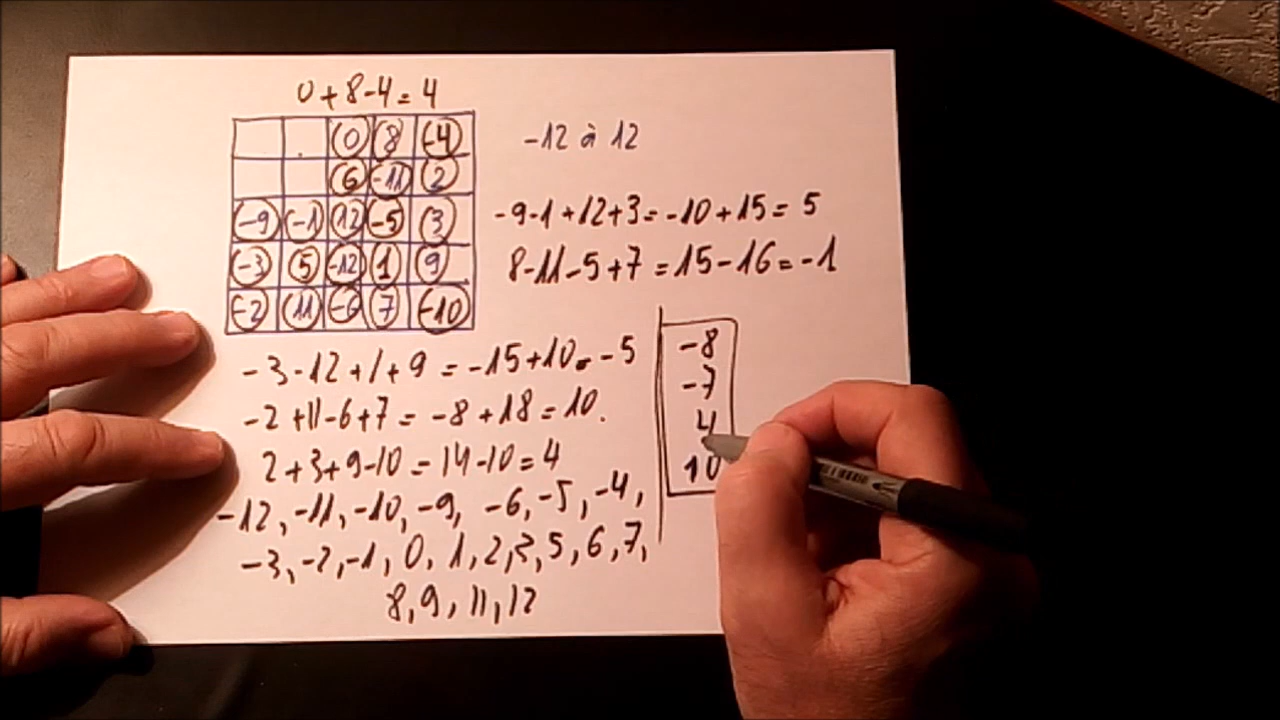 0+8-4=4
0 8 -4
-12 à 12
6 -11 2
-9 -1 12 -5 3
-9-1+12+3=-10+15=5
-3 5 -12 1 9
8-11-5+7=15-16=-1
-2 11 -6 7 -10
-3-12+1+9=-15+10=-5
-2+11-6+7=-8+18=10.
2+3+9-10=14-10=4
-12, -11, -10, -9, -6, -5, -4,
-3, -2, -1, 0, 1, 2, 3, 5, 6, 7,
8, 9, 11, 12
-8
-7
4
10